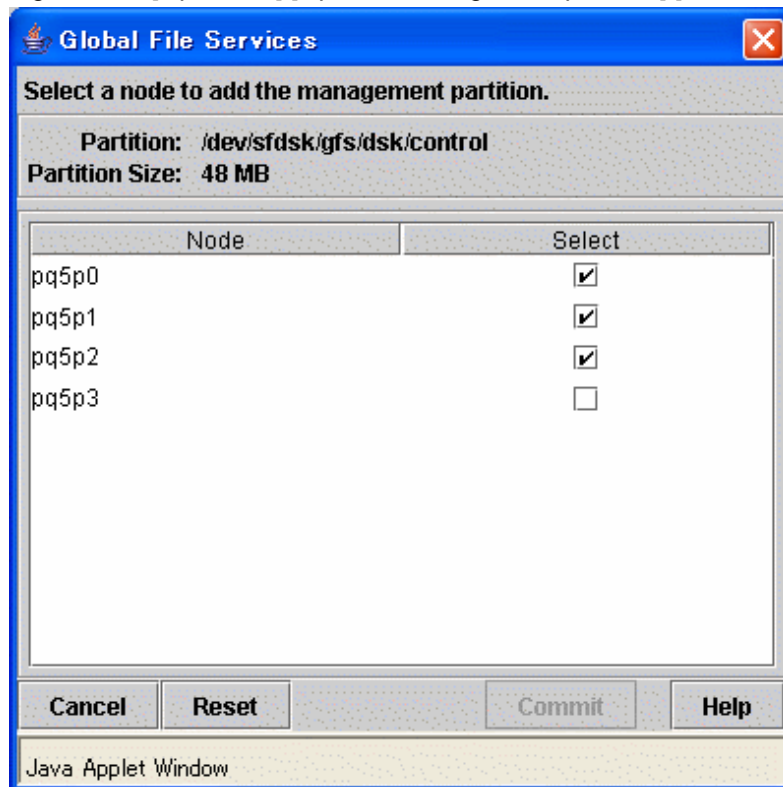 Global File Services
Select a node to add the management partition.
Partition: /dev/sfdsk/gfs/dsk/control
Partition Size: 48 MB
Node Select
pq5p0
pq5p1
pq5p2
pq5p3
Cancel Reset Commit Help
Java Applet Window